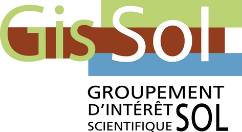 Gis Sol
GROUPEMENT
D'INTÉRÊT
SCIENTIFIQUE SOL